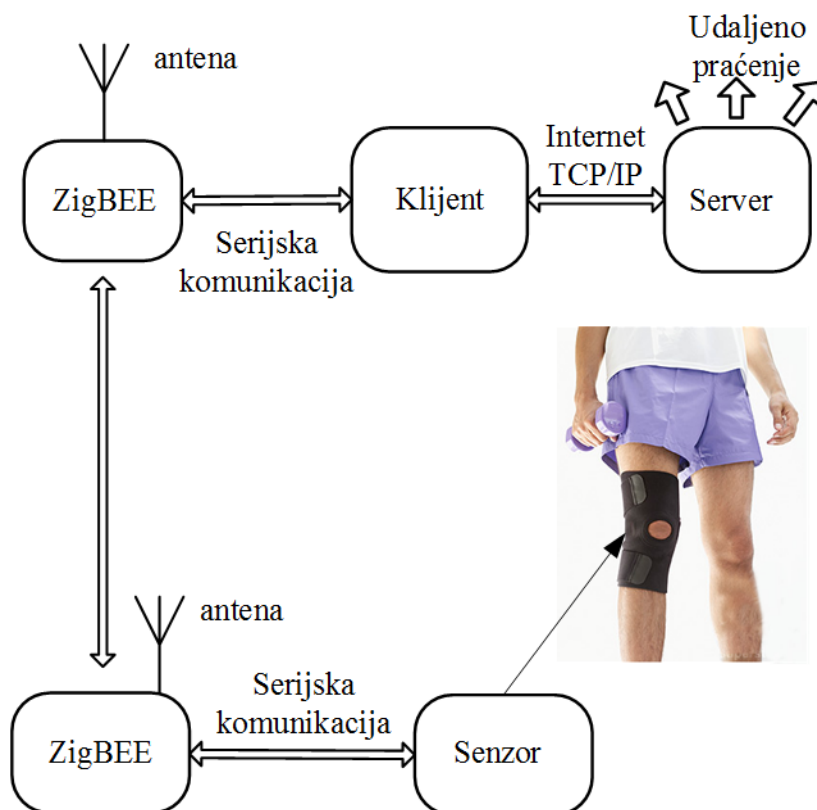 antena
Udaljeno
praćenje
ZigBEE
Serijska
komunikacija
Klijent
Internet
TCP/IP
Server
antena
ZigBEE
Serijska
komunikacija
Senzor